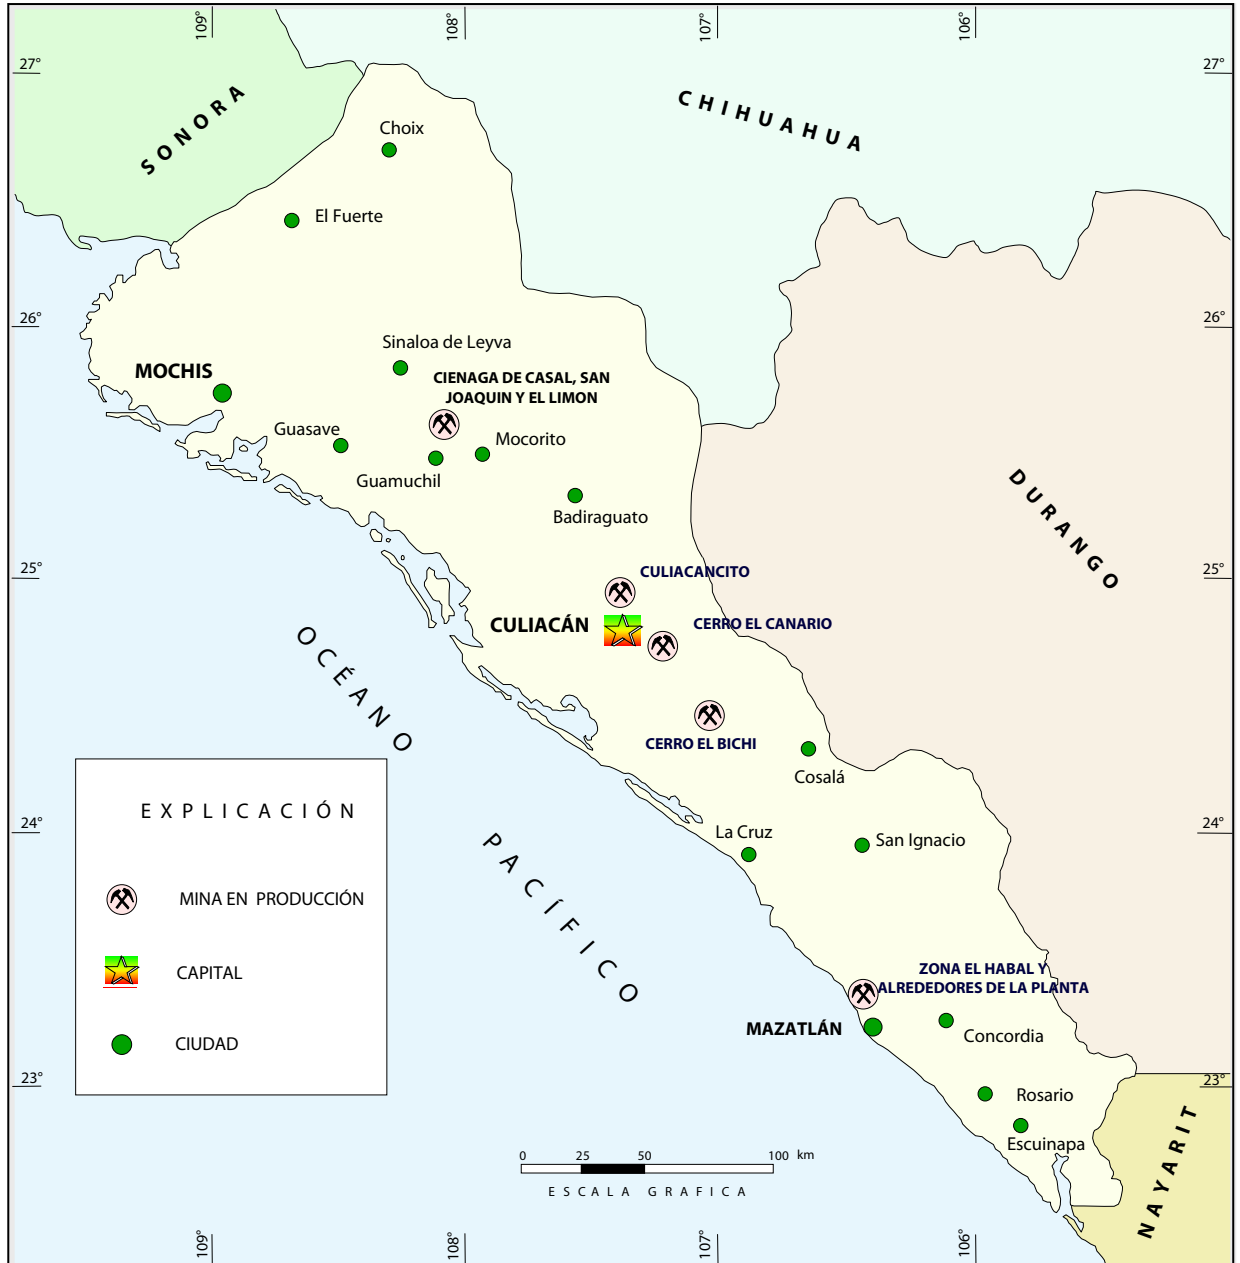 109°
108°
107°
106°
27°
27°
SONORA
CHIHUAHUA
Choix
El Fuerte
26°
26°
Sinaloa de Leyva
MOCHIS
CIENAGA DE CASAL, SAN
JOAQUIN Y EL LIMON
Guasave
Mocorito
Guamuchil
Badiraguato
DURANGO
25°
25°
CULIACANCITO
CULIACÁN
CERRO EL CANARIO
OCÉANO
CERRO EL BICHI
Cosalá
EXPLICACIÓN
MINA EN PRODUCCIÓN
CAPITAL
CIUDAD
24°
24°
La Cruz
San Ignacio
PACÍFICO
ZONA EL HABAL Y
ALREDEDORES DE LA PLANTA
MAZATLÁN
Concordia
23°
23°
Rosario
Escuinapa
NAYARIT
0 25 50 100 km
ESCALA GRAFICA
109°
108°
107°
106°